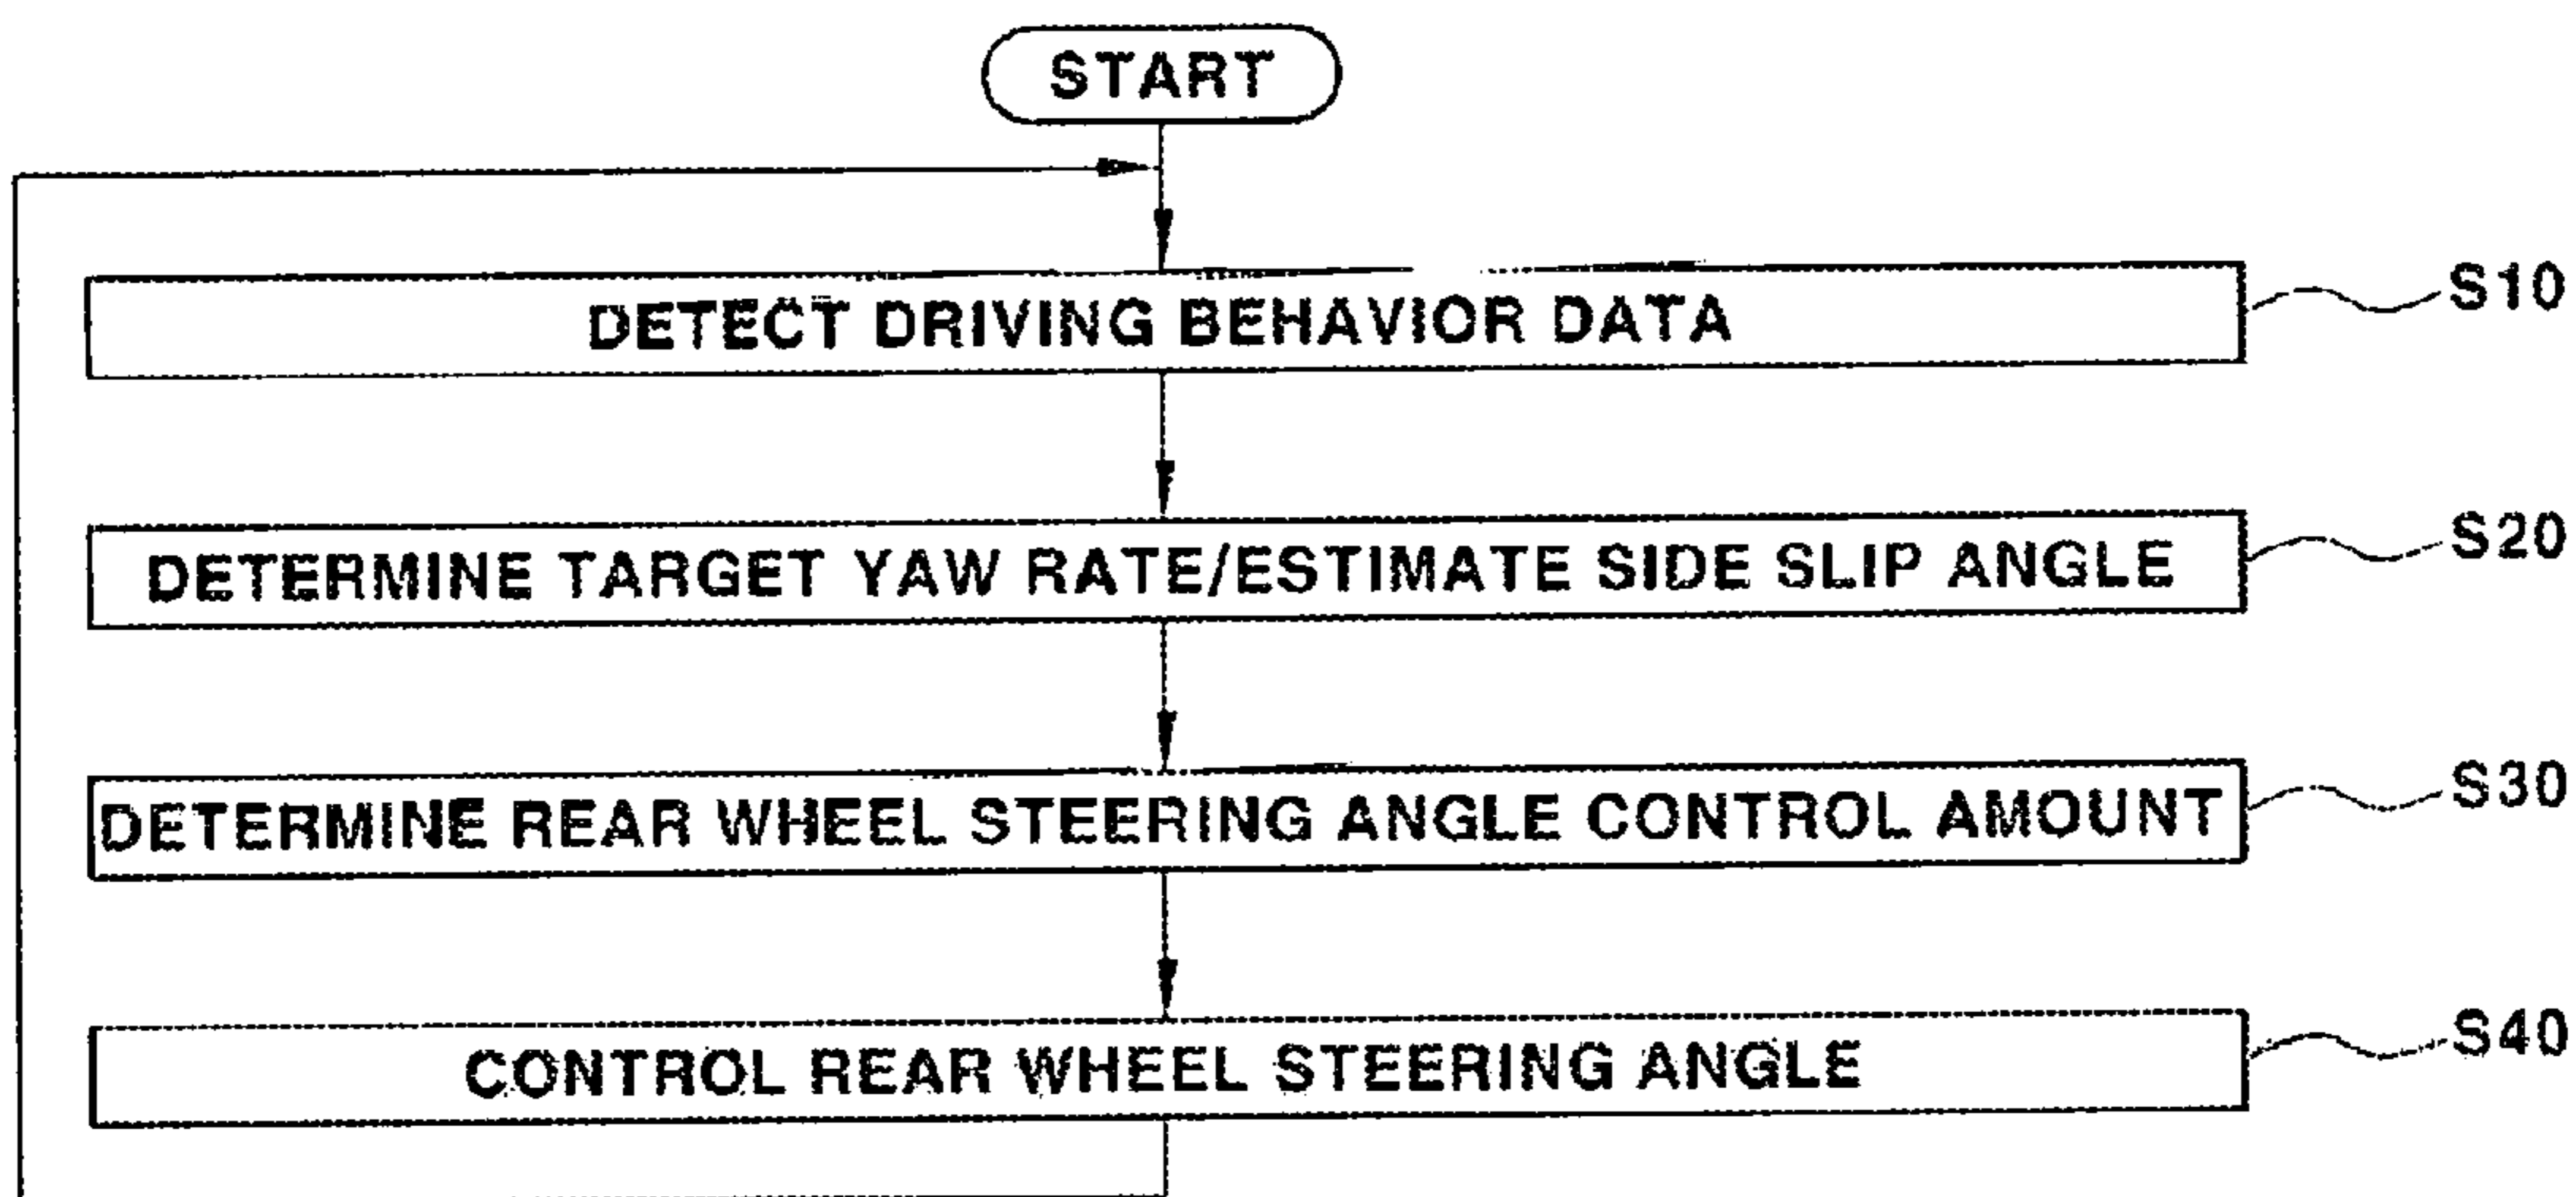 START
DETECT DRIVING BEHAVIOR DATA
S10
DETERMINE TARGET YAW RATE/ESTIMATE SIDE SLIP ANGLE
S20
DETERMINE REAR WHEEL STEERING ANGLE CONTROL AMOUNT
S30
CONTROL REAR WHEEL STEERING ANGLE
S40